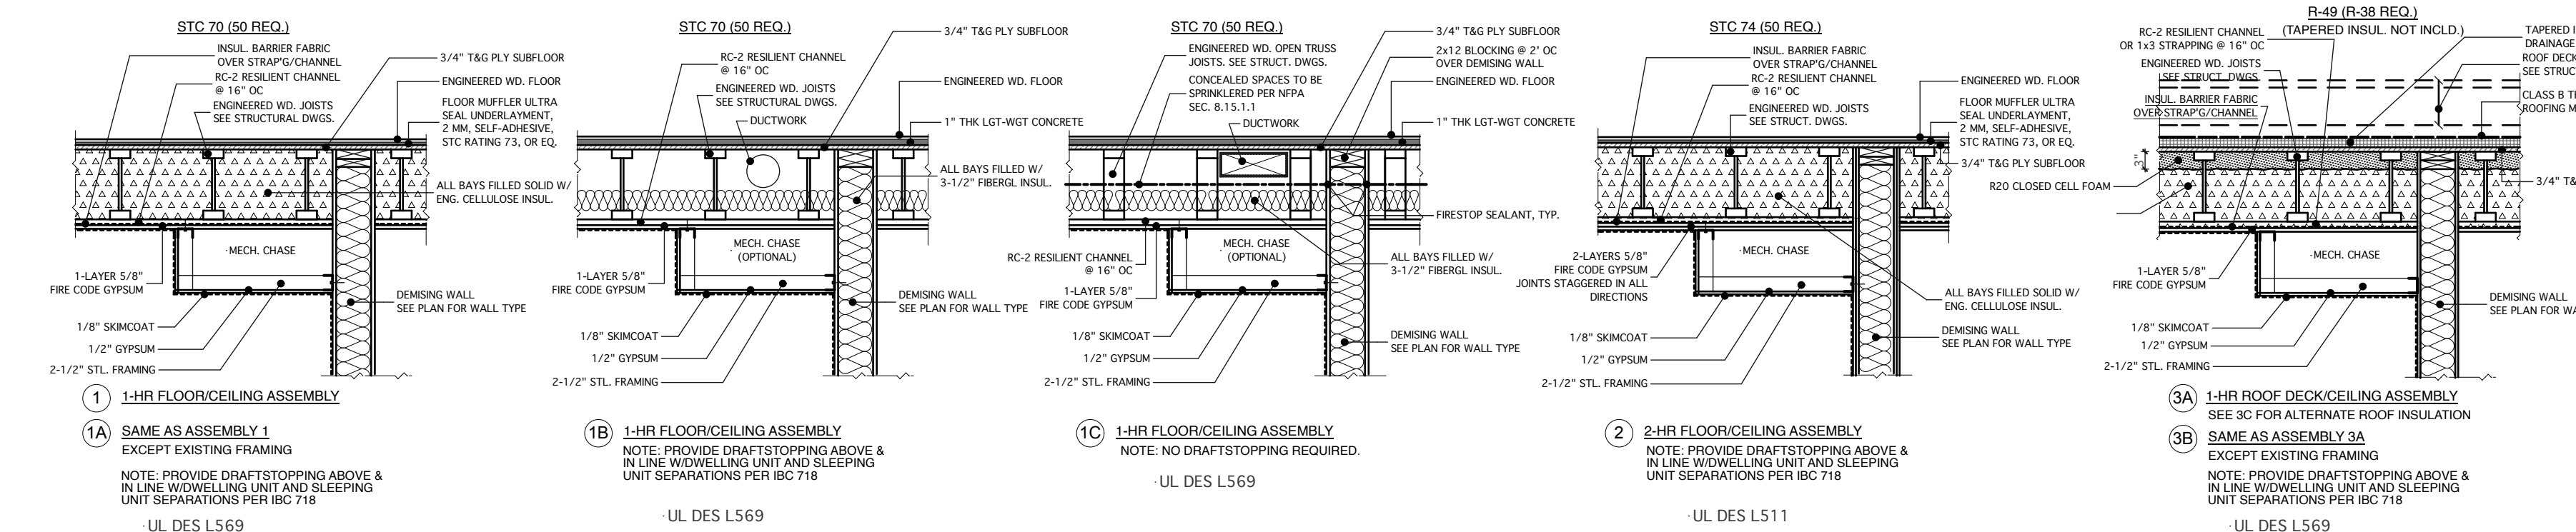 STC 70 (50 REQ.)
INSUL. BARRIER FABRIC
OVER STRAP'G/CHANNEL
RC-2 RESILIENT CHANNEL
@ 16" OC
ENGINEERED WD. JOISTS
SEE STRUCTURAL DWGS.
3/4" T&G PLY SUBFLOOR
ENGINEERED WD. FLOOR
FLOOR MUFFLER ULTRA
SEAL UNDERLAYMENT,
2 MM, SELF-ADHESIVE,
STC RATING 73, OR EQ.
ALL BAYS FILLED SOLID W/
ENG. CELLULOSE INSUL.
MECH. CHASE
1-LAYER 5/8"
FIRE CODE GYPSUM
DEMISING WALL
SEE PLAN FOR WALL TYPE
1/8" SKIMCOAT
1/2" GYPSUM
2-1/2" STL. FRAMING
1 1-HR FLOOR/CEILING ASSEMBLY
1A SAME AS ASSEMBLY 1
EXCEPT EXISTING FRAMING
NOTE: PROVIDE DRAFTSTOPPING ABOVE &
IN LINE W/DWELLING UNIT AND SLEEPING
UNIT SEPARATIONS PER IBC 718
UL DES L569
STC 70 (50 REQ.)
RC-2 RESILIENT CHANNEL
@ 16" OC
ENGINEERED WD. JOISTS
SEE STRUCTURAL DWGS.
DUCTWORK
3/4" T&G PLY SUBFLOOR
ENGINEERED WD. FLOOR
1" THK LGT-WGT CONCRETE
ALL BAYS FILLED W/
3-1/2" FIBERGL INSUL.
MECH. CHASE
(OPTIONAL)
1-LAYER 5/8"
FIRE CODE GYPSUM
DEMISING WALL
SEE PLAN FOR WALL TYPE
1/8" SKIMCOAT
1/2" GYPSUM
2-1/2" STL. FRAMING
1B 1-HR FLOOR/CEILING ASSEMBLY
NOTE: PROVIDE DRAFTSTOPPING ABOVE &
IN LINE W/DWELLING UNIT AND SLEEPING
UNIT SEPARATIONS PER IBC 718
UL DES L569
STC 70 (50 REQ.)
ENGINEERED WD. OPEN TRUSS
JOISTS. SEE STRUCT. DWGS.
CONCEALED SPACES TO BE
SPRINKLERED PER NFPA
SEC. 8.15.1.1
DUCTWORK
3/4" T&G PLY SUBFLOOR
2x12 BLOCKING @ 2' OC
OVER DEMISING WALL
ENGINEERED WD. FLOOR
1" THK LGT-WGT CONCRETE
FIRESTOP SEALANT, TYP.
MECH. CHASE
(OPTIONAL)
RC-2 RESILIENT CHANNEL
@ 16" OC
1-LAYER 5/8"
FIRE CODE GYPSUM
ALL BAYS FILLED W/
3-1/2" FIBERGL INSUL.
1/8" SKIMCOAT
1/2" GYPSUM
2-1/2" STL. FRAMING
DEMISING WALL
SEE PLAN FOR WALL TYPE
1C 1-HR FLOOR/CEILING ASSEMBLY
NOTE: NO DRAFTSTOPPING REQUIRED.
UL DES L569
STC 74 (50 REQ.)
INSUL. BARRIER FABRIC
OVER STRAP'G/CHANNEL
RC-2 RESILIENT CHANNEL
@ 16" OC
ENGINEERED WD. JOISTS
SEE STRUCT. DWGS.
ENGINEERED WD. FLOOR
FLOOR MUFFLER ULTRA
SEAL UNDERLAYMENT,
2 MM, SELF-ADHESIVE,
STC RATING 73, OR EQ.
3/4" T&G PLY SUBFLOOR
MECH. CHASE
2-LAYERS 5/8"
FIRE CODE GYPSUM
JOINTS STAGGERED IN ALL
DIRECTIONS
ALL BAYS FILLED SOLID W/
ENG. CELLULOSE INSUL.
1/8" SKIMCOAT
1/2" GYPSUM
2-1/2" STL. FRAMING
DEMISING WALL
SEE PLAN FOR WALL TYPE
2 2-HR FLOOR/CEILING ASSEMBLY
NOTE: PROVIDE DRAFTSTOPPING ABOVE &
IN LINE W/DWELLING UNIT AND SLEEPING
UNIT SEPARATIONS PER IBC 718
UL DES L511
R-49 (R-38 REQ.)
(TAPERED INSUL. NOT INCLD.)
RC-2 RESILIENT CHANNEL
OR 1x3 STRAPPING @ 16" OC
ENGINEERED WD. JOISTS
SEE STRUCT. DWGS.
INSUL. BARRIER FABRIC
OVER STRAP'G/CHANNEL
TAPERED I
DRAINAGE
ROOF DECK
SEE STRUC
CLASS B T
ROOFING M
3"
R20 CLOSED CELL FOAM
3/4" T&
MECH. CHASE
1-LAYER 5/8"
FIRE CODE GYPSUM
DEMISING WALL
SEE PLAN FOR WA
1/8" SKIMCOAT
1/2" GYPSUM
2-1/2" STL. FRAMING
3A 1-HR ROOF DECK/CEILING ASSEMBLY
SEE 3C FOR ALTERNATE ROOF INSULATION
3B SAME AS ASSEMBLY 3A
EXCEPT EXISTING FRAMING
NOTE: PROVIDE DRAFTSTOPPING ABOVE &
IN LINE W/DWELLING UNIT AND SLEEPING
UNIT SEPARATIONS PER IBC 718
UL DES L569